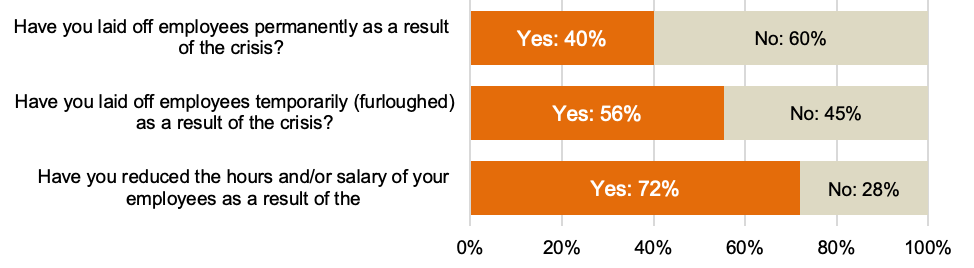 Have you laid off employees permanently as a result
of the crisis?
Yes: 40%
No: 60%
Have you laid off employees temporarily (furloughed)
as a result of the crisis?
Yes: 56%
No: 45%
Have you reduced the hours and/or salary of your
employees as a result of the
Yes: 72%
No: 28%
0% 20% 40% 60% 80% 100%